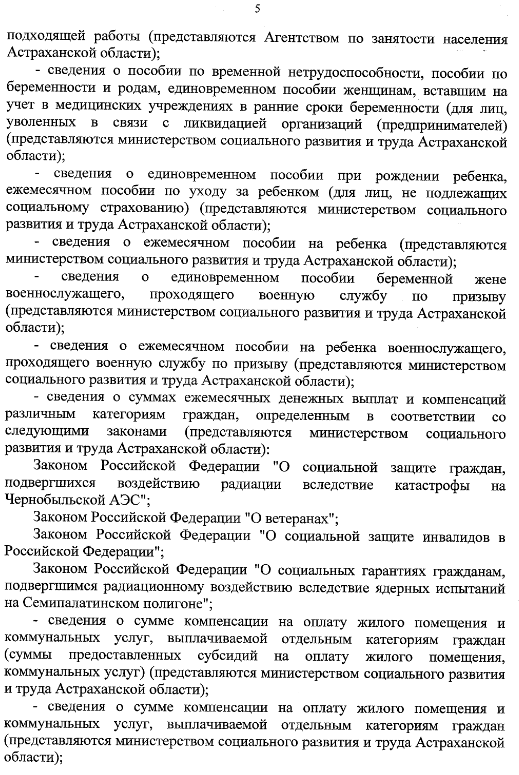 5
подходящей работы (представляются Агентством по занятости населения
Астраханской области);
- сведения о пособии по временной нетрудоспособности, пособии по
беременности и родам, единовременном пособии женщинам, вставшим на
учет в медицинских учреждениях в ранние сроки беременности (для лиц,
уволенных в связи с ликвидацией организаций (предпринимателей)
(представляются министерством социального развития и труда Астраханской
области);
- сведения о единовременном пособии при рождении ребенка,
ежемесячном пособии по уходу за ребенком (для лиц, не подлежащих
социальному страхованию) (представляются министерством социального
развития и труда Астраханской области);
- сведения о ежемесячном пособии на ребенка (представляются
министерством социального развития и труда Астраханской области);
- сведения о единовременном пособии беременной жене
военнослужащего, проходящего военную службу по призыву
(представляются министерством социального развития и труда Астраханской
области);
- сведения о ежемесячном пособии на ребенка военнослужащего,
проходящего военную службу по призыву (представляются министерством
социального развития и труда Астраханской области);
- сведения о суммах ежемесячных денежных выплат и компенсаций
различным категориям граждан, определенным в соответствии со
следующими законами (представляются министерством социального
развития и труда Астраханской области):
Законом Российской Федерации "О социальной защите граждан,
подвергшихся воздействию радиации вследствие катастрофы на
Чернобыльской АЭС";
Законом Российской Федерации "О ветеранах";
Законом Российской Федерации "О социальной защите инвалидов в
Российской Федерации";
Законом Российской Федерации "О социальных гарантиях гражданам,
подвергшимся радиационному воздействию вследствие ядерных испытаний
на Семипалатинском полигоне";
- сведения о сумме компенсации на оплату жилого помещения и
коммунальных услуг, выплачиваемой отдельным категориям граждан
(суммы предоставленных субсидий на оплату жилого помещения,
коммунальных услуг) (представляются министерством социального развития
и труда Астраханской области);
- сведения о сумме компенсации на оплату жилого помещения и
коммунальных услуг, выплачиваемой отдельным категориям граждан
(представляются министерством социального развития и труда Астраханской
области);